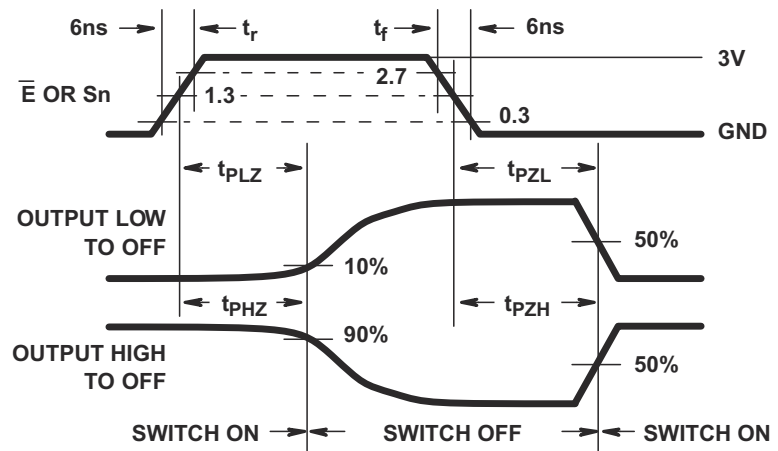 6ns tr tf 6ns
3V
2.7
E̅ OR Sn
1.3
0.3
GND
tPLZ tPZL
OUTPUT LOW
TO OFF
50%
10%
tPHZ tPZH
90%
OUTPUT HIGH
TO OFF
50%
SWITCH ON SWITCH OFF SWITCH ON